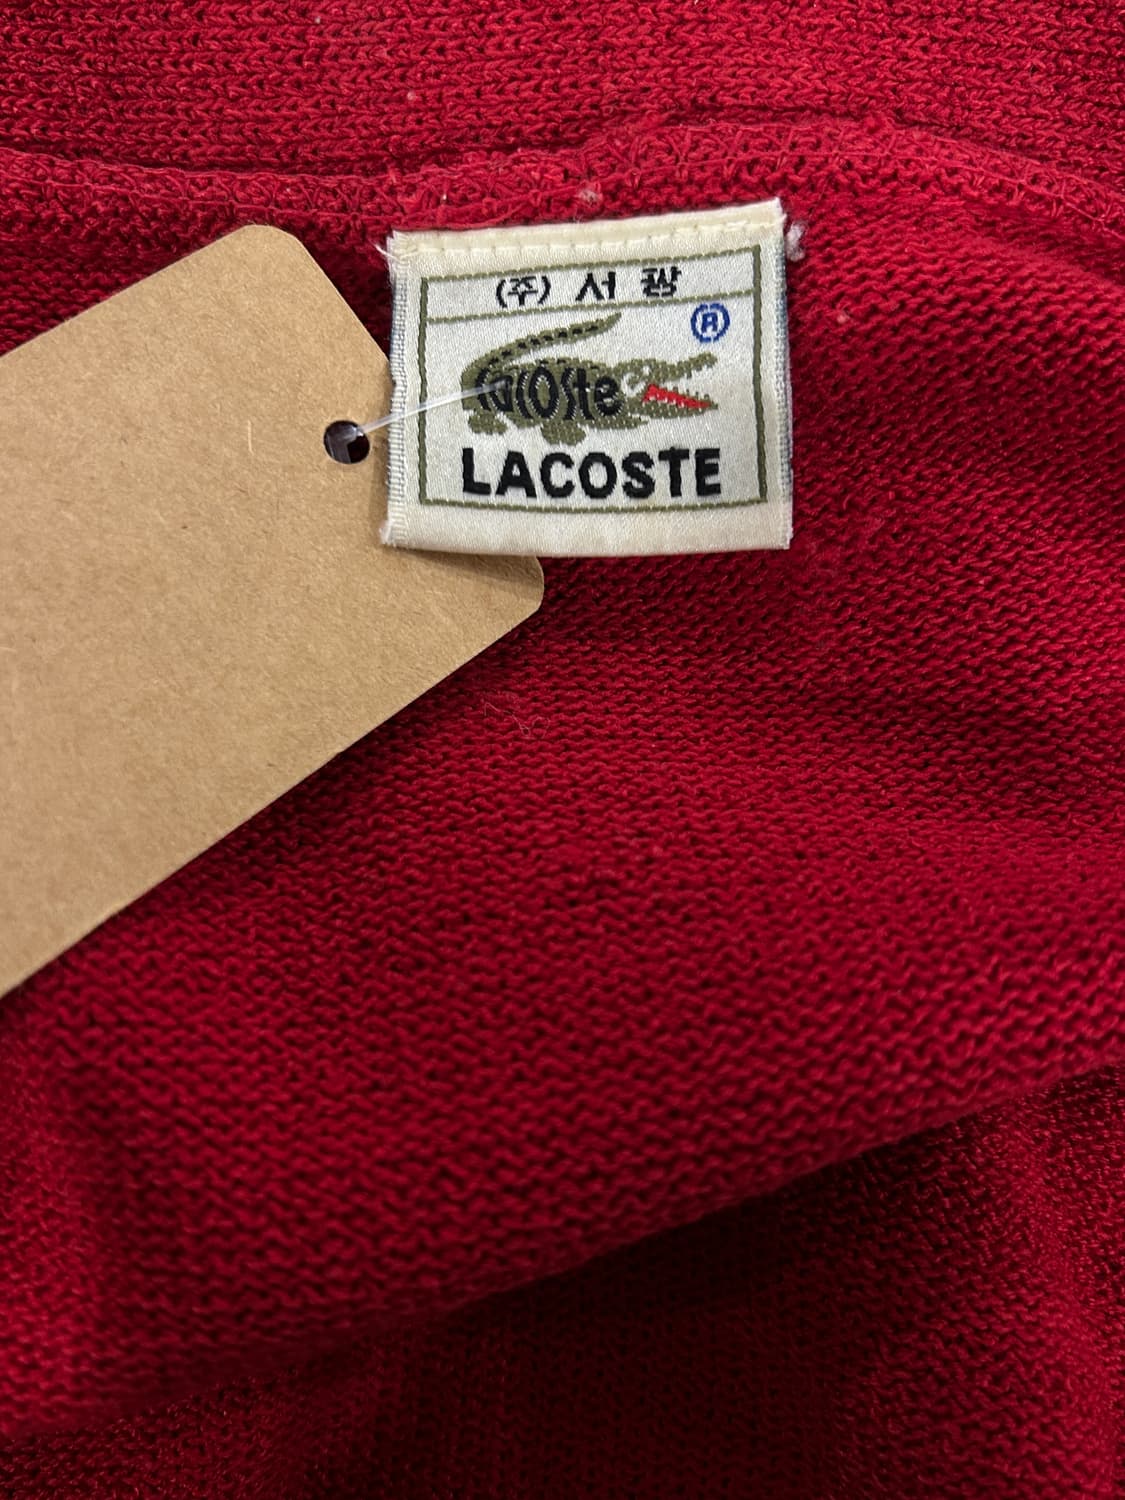 (주) 서 광
®
lacoste
LACOSTE